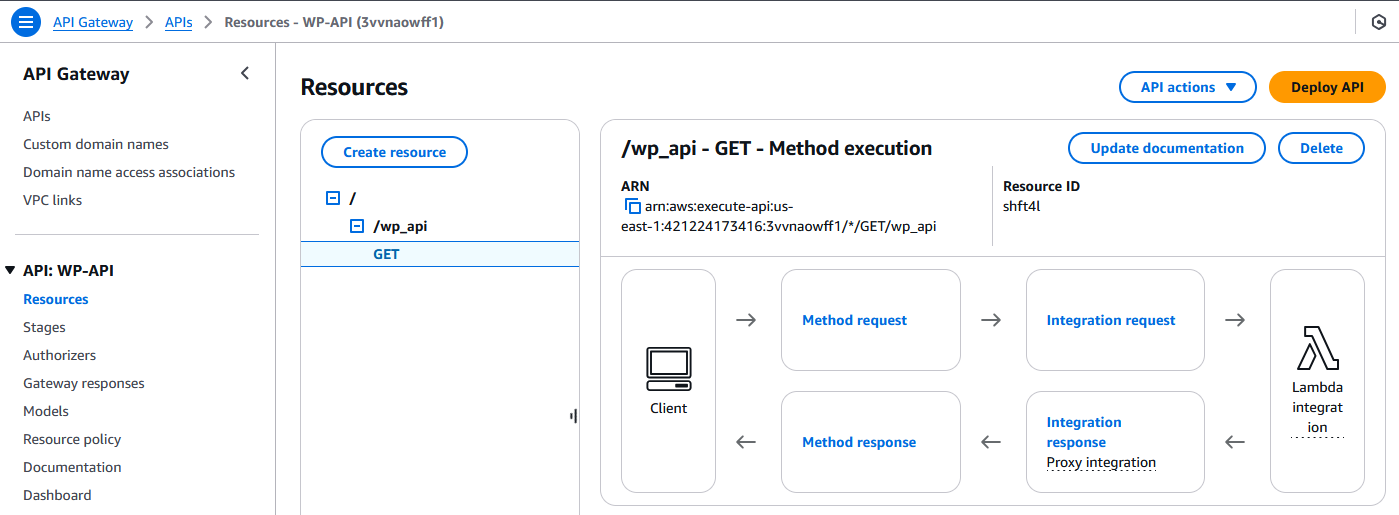 API Gateway > APIs > Resources - WP-API (3vvnaowff1)
API Gateway
APIs
Custom domain names
Domain name access associations
VPC links
API: WP-API
Resources
Stages
Authorizers
Gateway responses
Models
Resource policy
Documentation
Dashboard
Resources
API actions
Deploy API
Create resource
/
/wp_api
GET
/wp_api - GET - Method execution
Update documentation
Delete
ARN
arn:aws:execute-api:us-
east-1:421224173416:3vvnaowff1/*/GET/wp_api
Resource ID
shft4l
Client
Method request
Integration request
Method response
Integration
response
Proxy integration
Lambda
integrat
ion